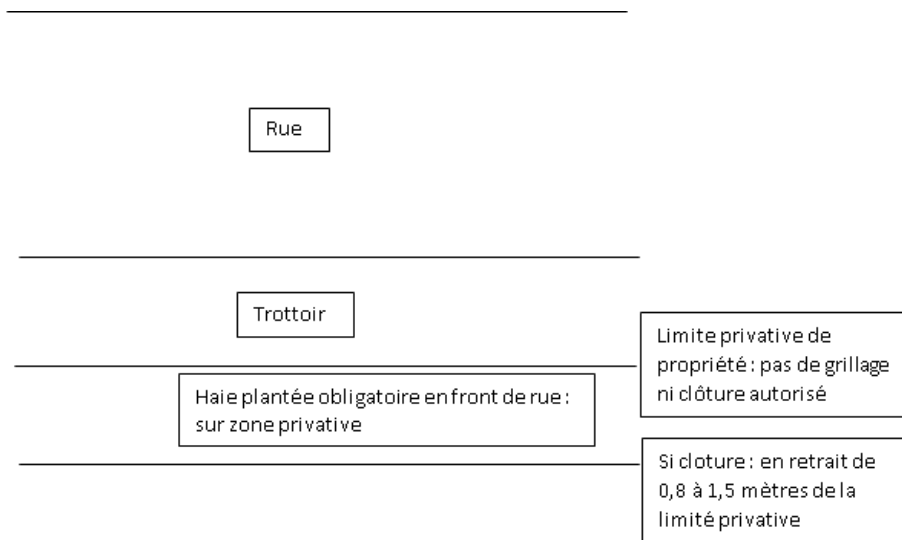 Rue
Trottoir
Limite privative de
propriété : pas de grillage
ni clôture autorisé
Haie plantée obligatoire en front de rue :
sur zone privative
Si cloture : en retrait de
0,8 à 1,5 mètres de la
limité privative